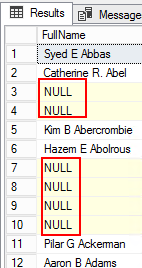 Results Message
FullName
1 Syed E Abbas
2 Catherine R. Abel
3 NULL
4 NULL
5 Kim B Abercrombie
6 Hazem E Abolrous
7 NULL
8 NULL
9 NULL
10 NULL
11 Pilar G Ackerman
12 Aaron B Adams